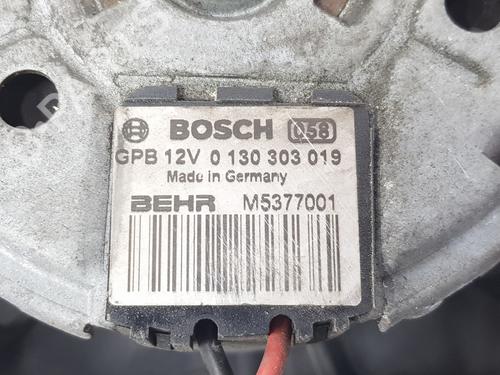 BOSCH 058
GPB 12V 0 130 303 019
Made in Germany
BEHR M5377001